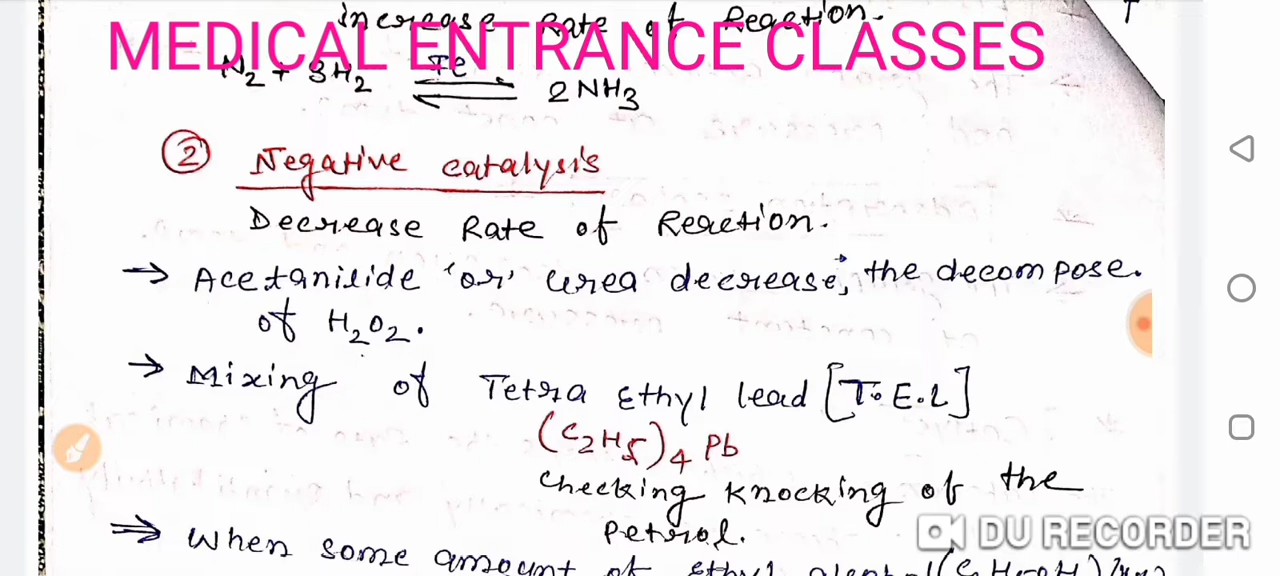 Increase Rate of Reaction.
MEDICAL ENTRANCE CLASSES
N2 + 3H2 Fe ⇌ 2NH3
② Negative catalysis
Decrease Rate of Reaction.
→ Acetanilide 'or' urea decrease, the decompose.
of H2O2.
→ Mixing of Tetra Ethyl lead [T.E.L]
(C2H5)4 Pb
checking knocking of the
petrol.
⇒ When some amount of ethyl
DU RECORDER